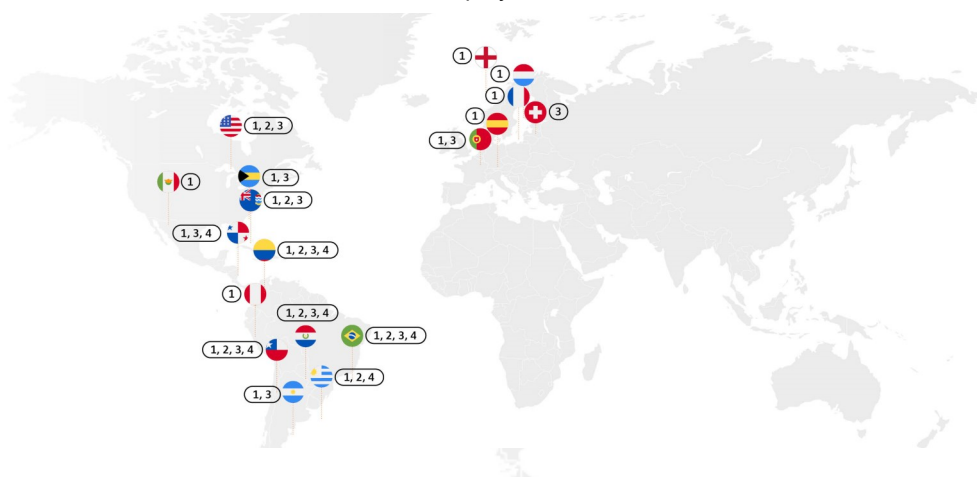 1
1
1
3
1
1, 3
1, 2, 3
1, 3
1
1, 2, 3
1, 3, 4
1, 2, 3, 4
1
1, 2, 3, 4
1, 2, 3, 4
1, 2, 3, 4
1, 2, 4
1, 3